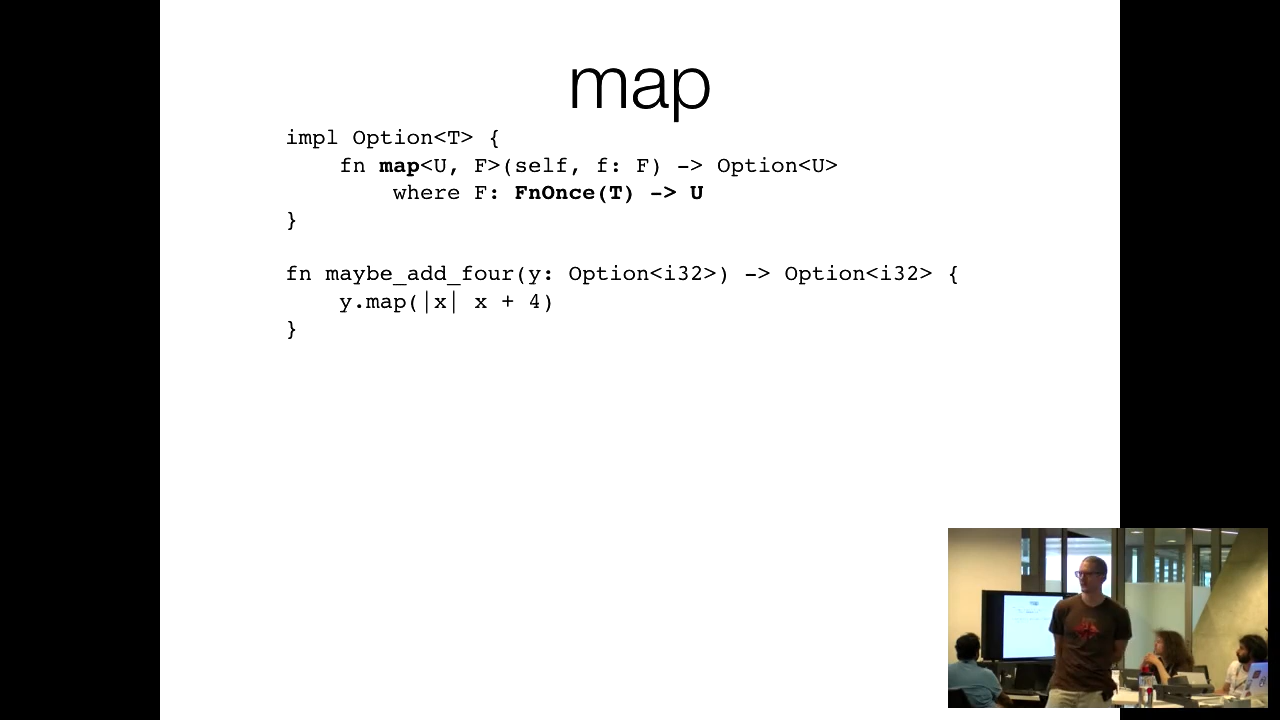 map
impl Option<T> {
    fn map<U, F>(self, f: F) -> Option<U>
        where F: FnOnce(T) -> U
}
fn maybe_add_four(y: Option<i32>) -> Option<i32> {
    y.map(|x| x + 4)
}